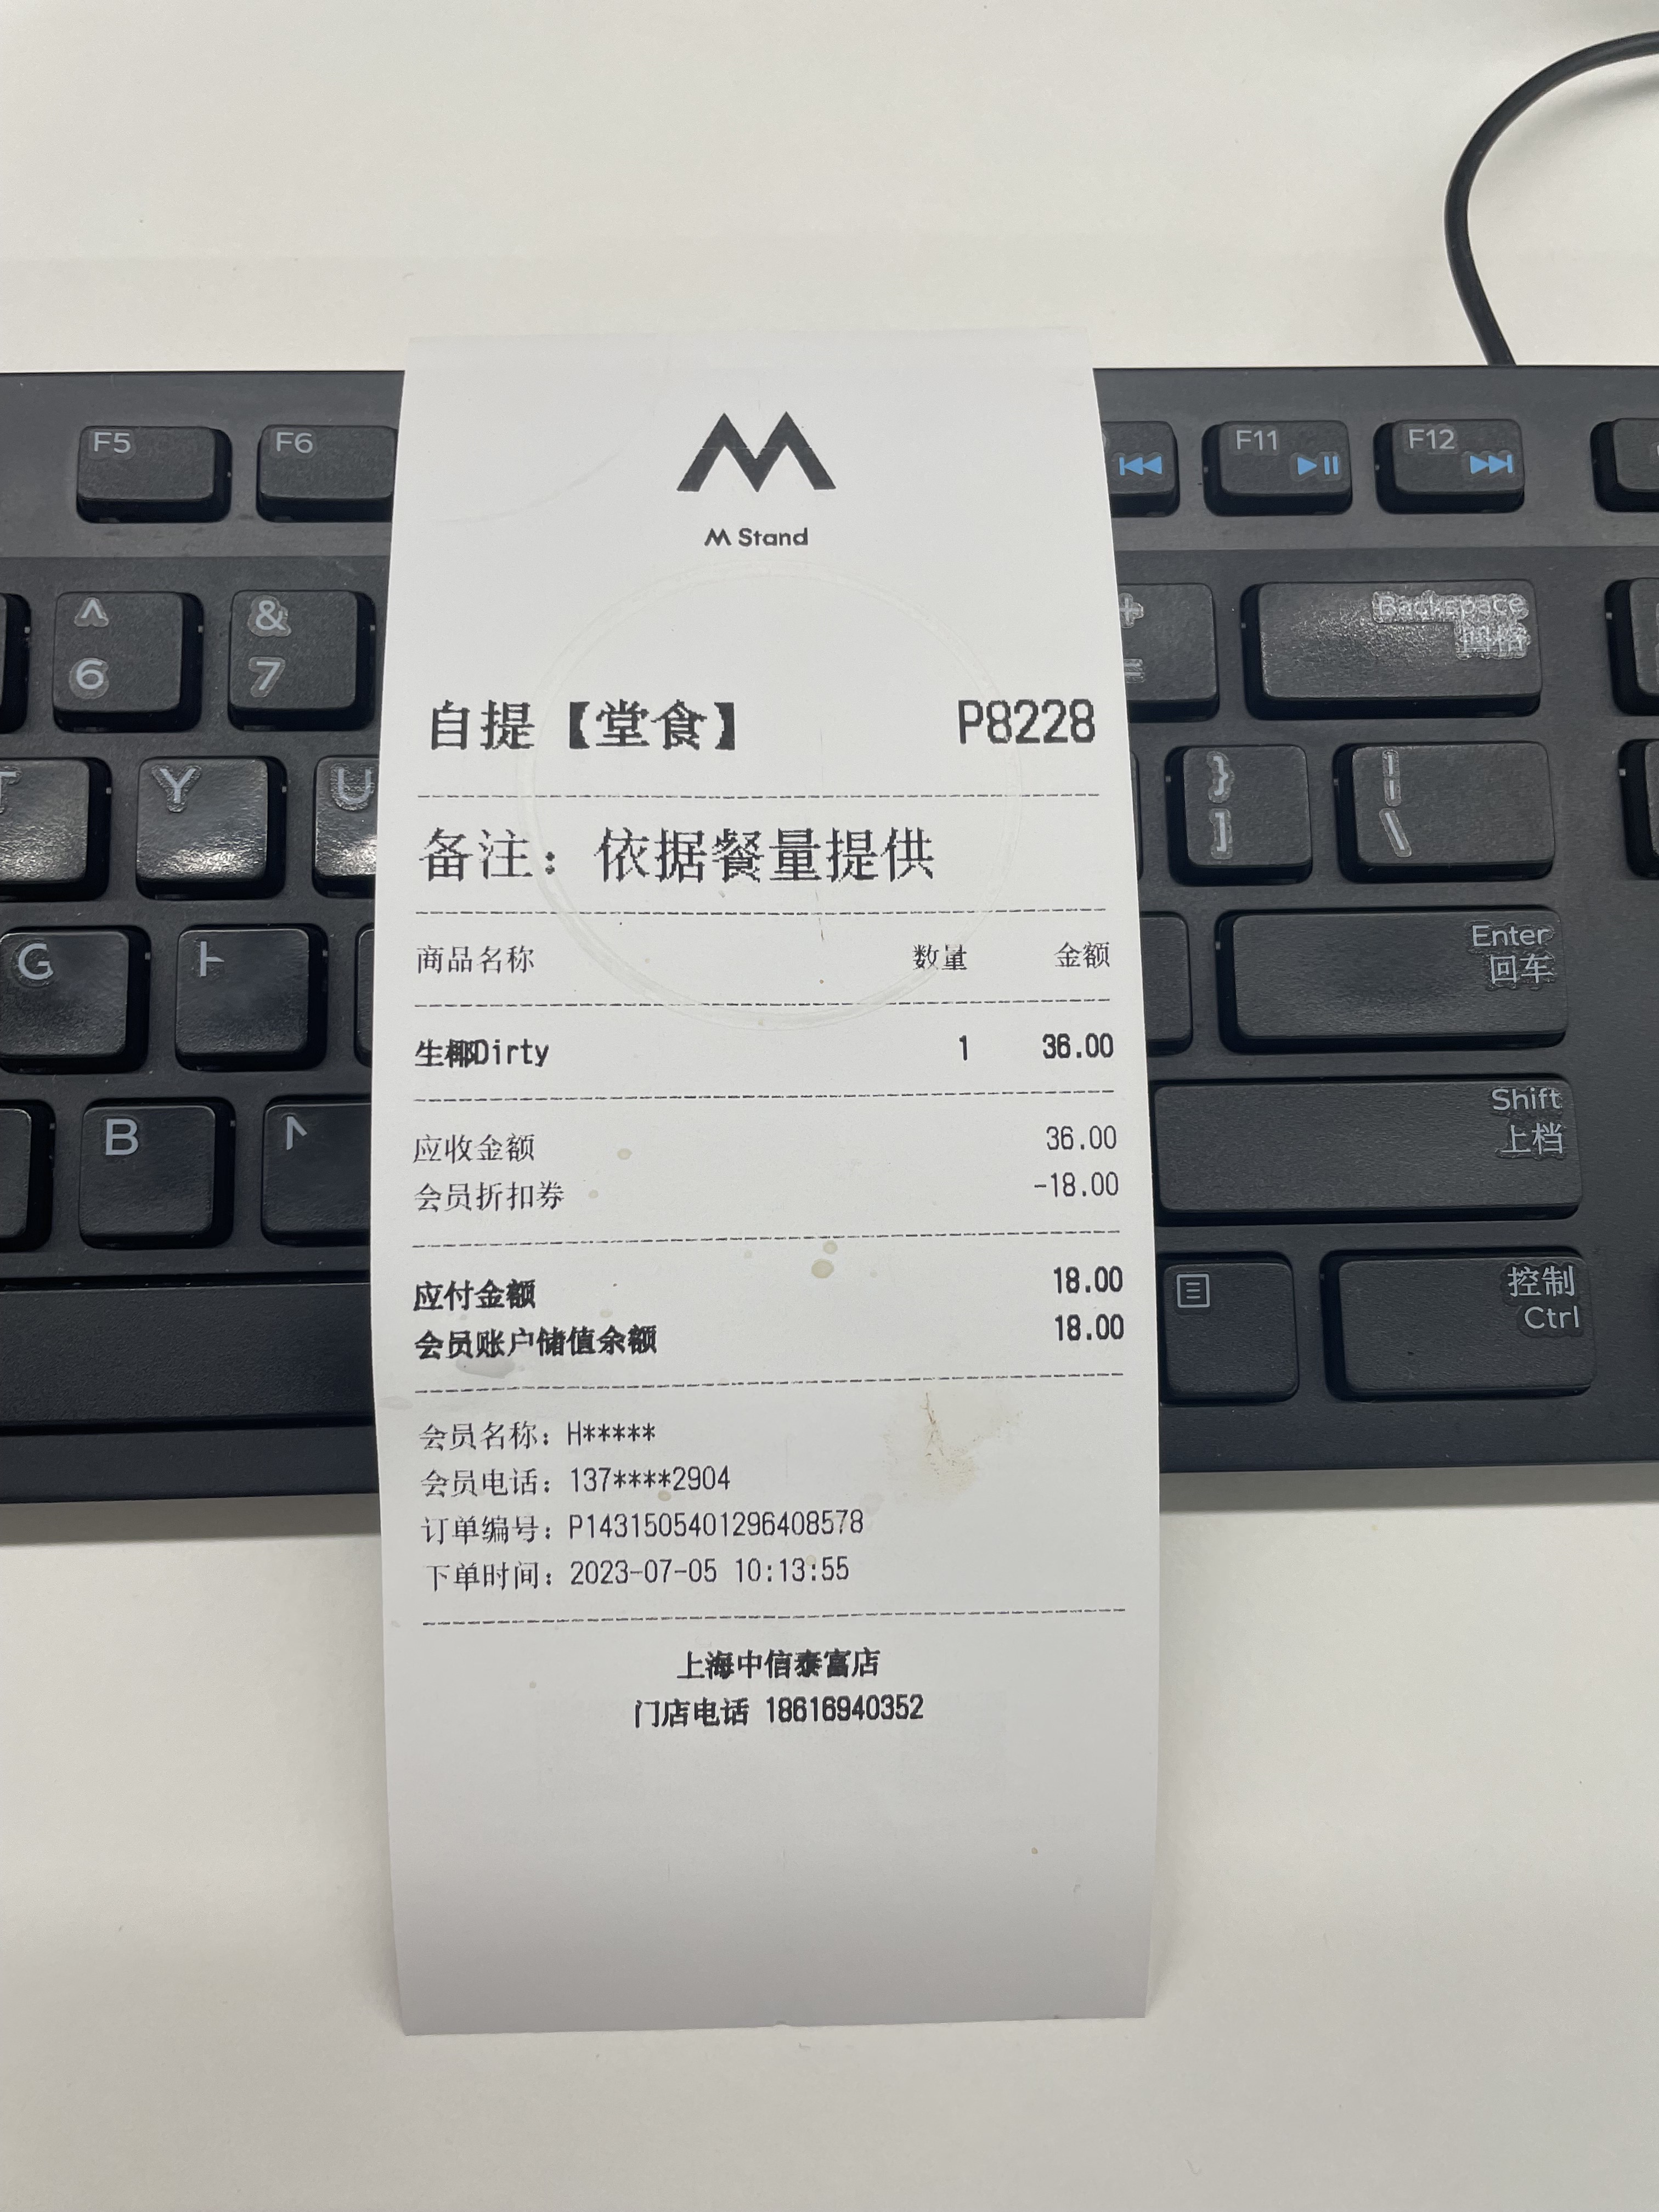 M Stand
自提【堂食】 P8228
备注：依据餐量提供
商品名称 数量 金额
生椰Dirty 1 36.00
应收金额 36.00
会员折扣券 -18.00
应付金额 18.00
会员账户储值余额 18.00
会员名称：H*****
会员电话：137****2904
订单编号：P1431505401296408578
下单时间：2023-07-05 10:13:55
上海中信泰富店
门店电话 18616940352
F5
F6
F11
F12
^
6
&
7
+
=
Backspace
回格
Y
U
}
]
|
\
G
Enter
回车
B
Shift
上档
控制
Ctrl